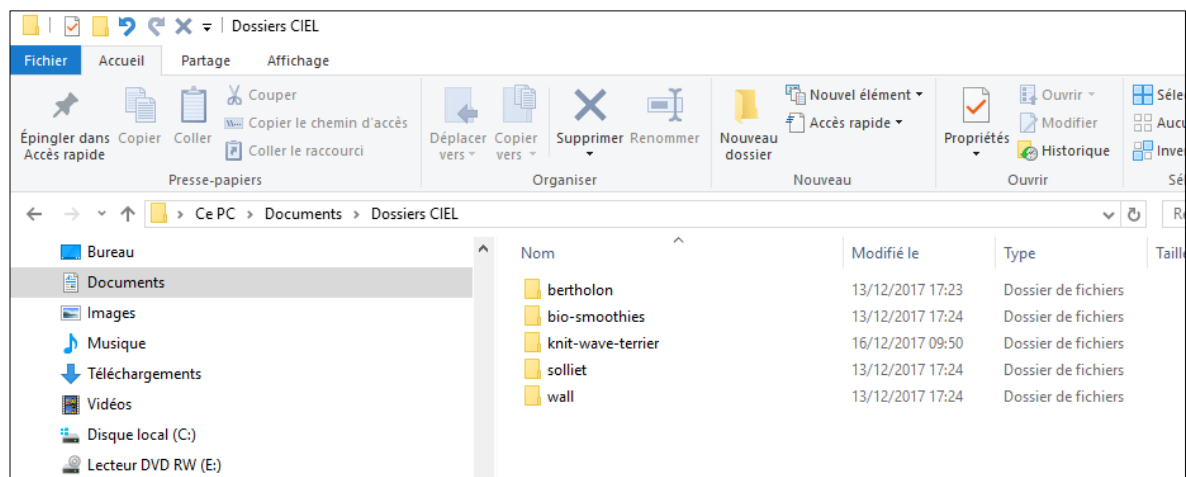 Dossiers CIEL
Fichier Accueil Partage Affichage
Épingler dans Accès rapide
Copier
Coller
Couper
Copier le chemin d'accès
Coller le raccourci
Presse-papiers
Déplacer vers
Copier vers
Supprimer
Renommer
Organiser
Nouveau dossier
Nouvel élément
Accès rapide
Nouveau
Propriétés
Ouvrir
Modifier
Historique
Ouvrir
Ce PC > Documents > Dossiers CIEL
Bureau
Documents
Images
Musique
Téléchargements
Vidéos
Disque local (C:)
Lecteur DVD RW (E:)
Nom Modifié le Type
bertholon 13/12/2017 17:23 Dossier de fichiers
bio-smoothies 13/12/2017 17:24 Dossier de fichiers
knit-wave-terrier 16/12/2017 09:50 Dossier de fichiers
solliet 13/12/2017 17:24 Dossier de fichiers
wall 13/12/2017 17:24 Dossier de fichiers